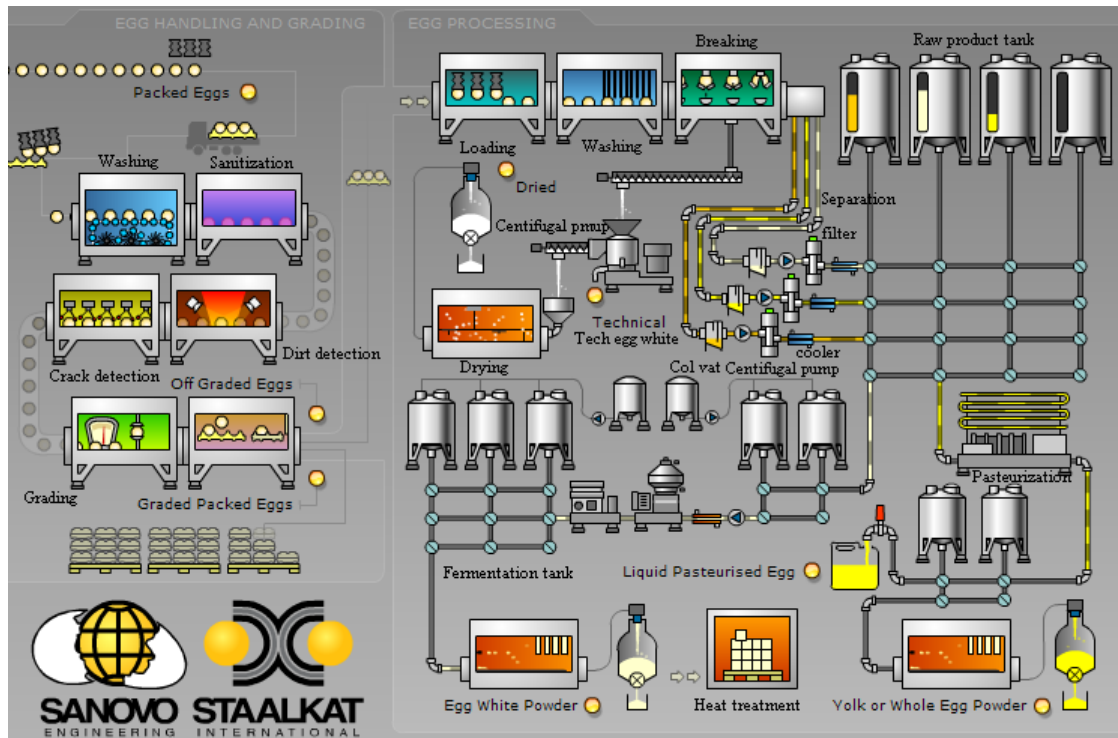 EGG HANDLING AND GRADING
EGG PROCESSING
Packed Eggs
Washing
Sanitization
Crack detection
Dirt detection
Off Graded Eggs
Grading
Graded Packed Eggs
SANOVO
ENGINEERING
STAALKAT
INTERNATIONAL
Breaking
Raw product tank
Loading
Washing
Dried
Separation
Centifugal pmup
filter
Technical
Tech egg white
cooler
Drying
Col vat
Centifugal pump
Pasteurization
Fermentation tank
Liquid Pasteurised Egg
Egg White Powder
Heat treatment
Yolk or Whole Egg Powder